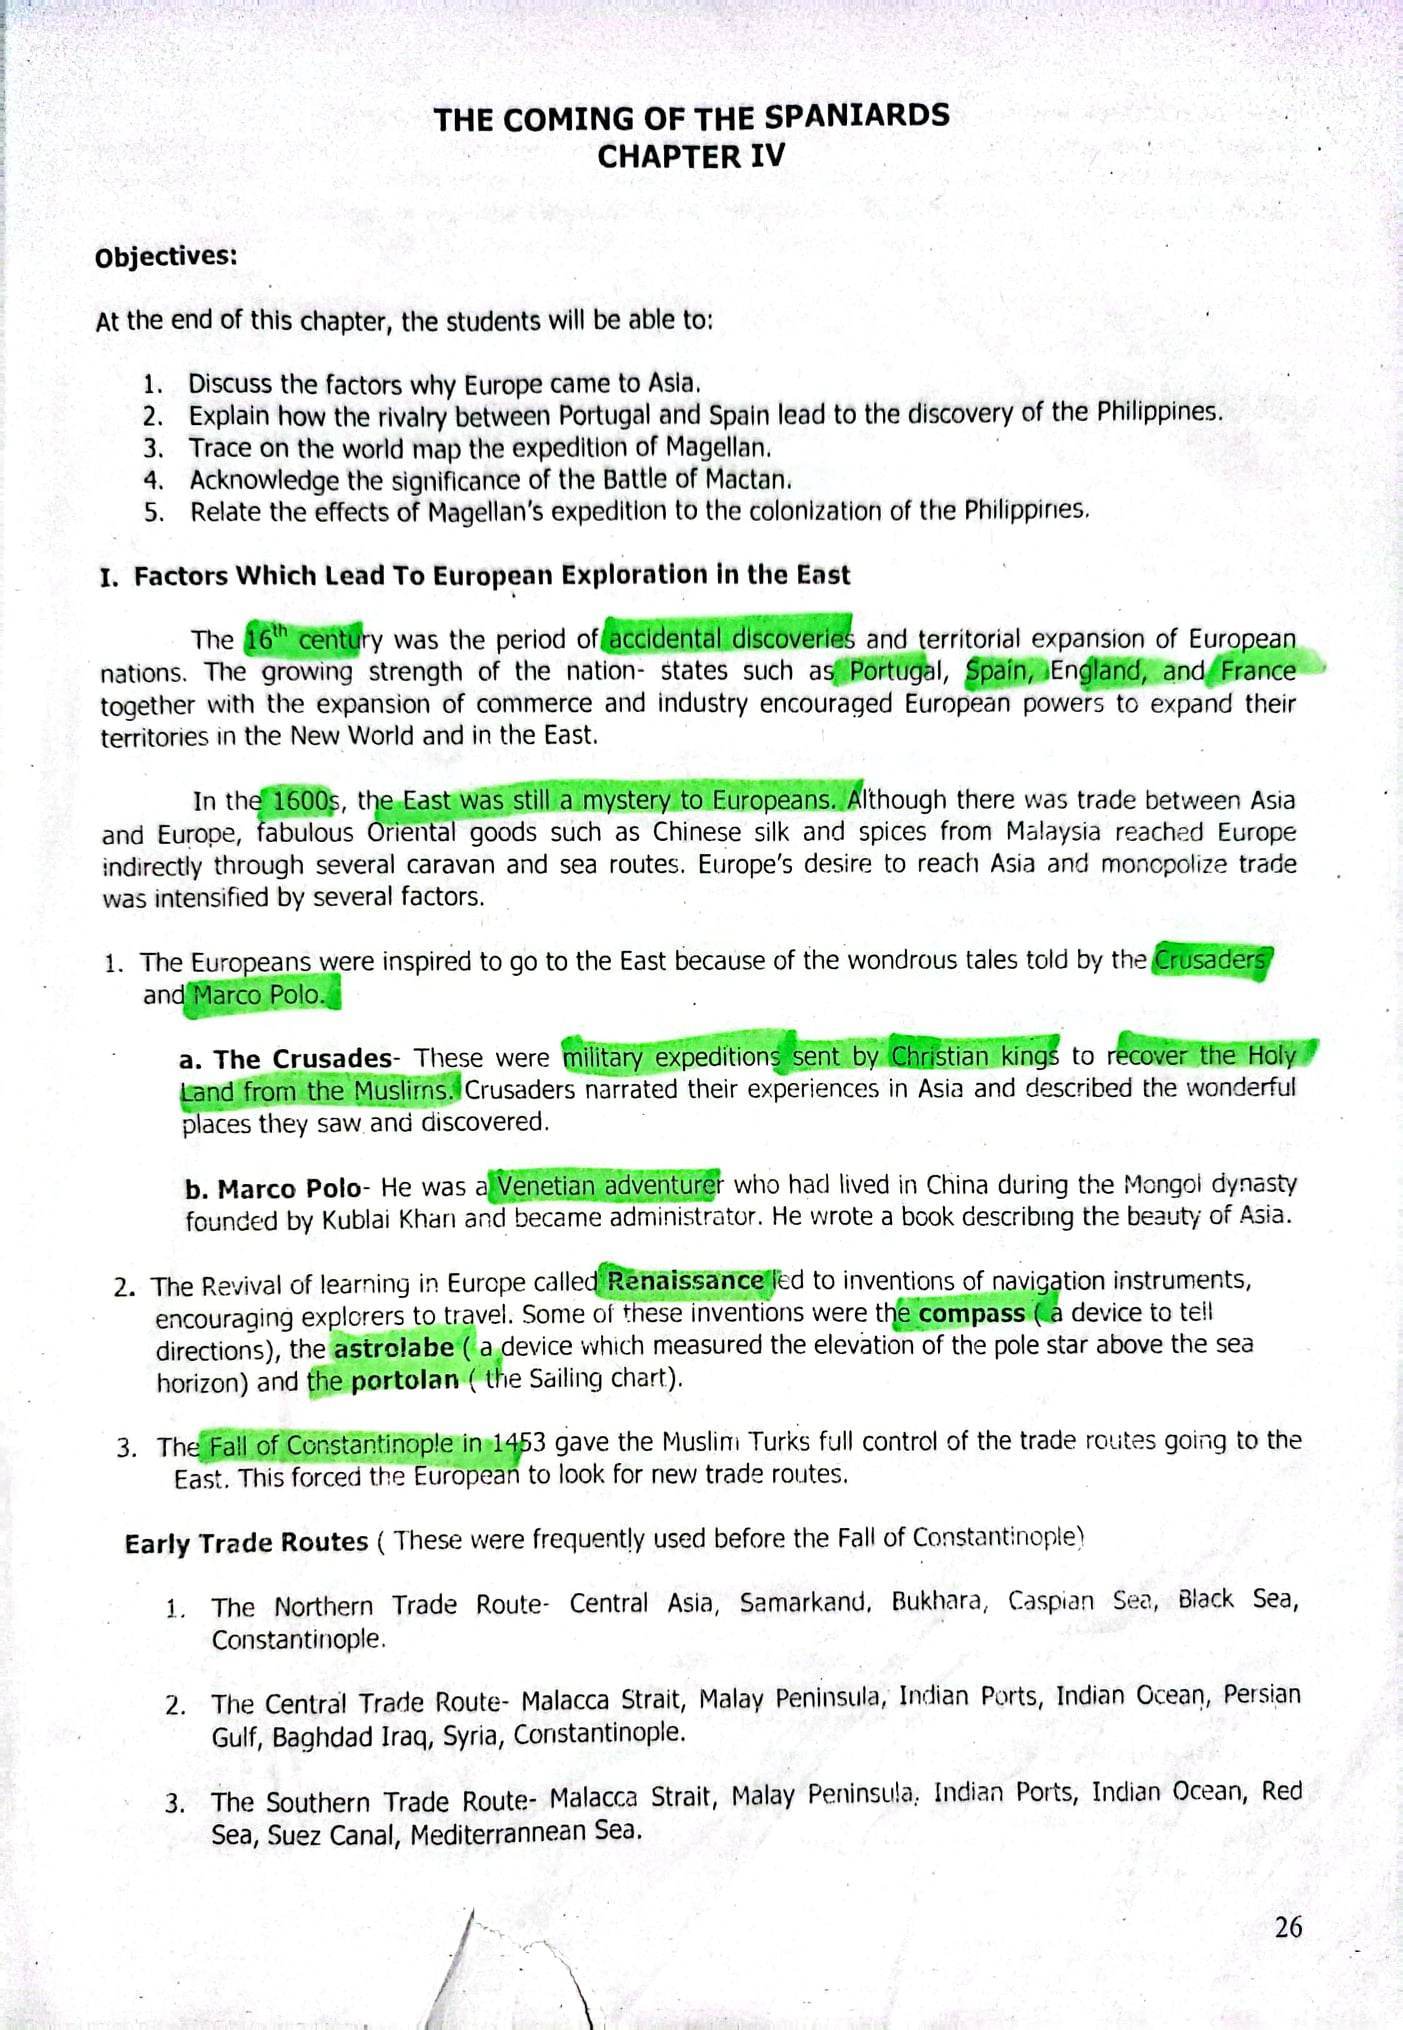 THE COMING OF THE SPANIARDS
CHAPTER IV
Objectives:
At the end of this chapter, the students will be able to:
1. Discuss the factors why Europe came to Asia.
2. Explain how the rivalry between Portugal and Spain lead to the discovery of the Philippines.
3. Trace on the world map the expedition of Magellan.
4. Acknowledge the significance of the Battle of Mactan.
5. Relate the effects of Magellan's expedition to the colonization of the Philippines.
I. Factors Which Lead To European Exploration in the East
The 16th century was the period of accidental discoveries and territorial expansion of European
nations. The growing strength of the nation- states such as Portugal, Spain, England, and France
together with the expansion of commerce and industry encouraged European powers to expand their
territories in the New World and in the East.
In the 1600s, the East was still a mystery to Europeans. Although there was trade between Asia
and Europe, fabulous Oriental goods such as Chinese silk and spices from Malaysia reached Europe
indirectly through several caravan and sea routes. Europe's desire to reach Asia and monopolize trade
was intensified by several factors.
1. The Europeans were inspired to go to the East because of the wondrous tales told by the Crusaders
and Marco Polo.
a. The Crusades- These were military expeditions sent by Christian kings to recover the Holy
Land from the Muslims. Crusaders narrated their experiences in Asia and described the wonderful
places they saw and discovered.
b. Marco Polo- He was a Venetian adventurer who had lived in China during the Mongol dynasty
founded by Kublai Khan and became administrator. He wrote a book describing the beauty of Asia.
2. The Revival of learning in Europe called Renaissance led to inventions of navigation instruments,
encouraging explorers to travel. Some of these inventions were the compass ( a device to tell
directions), the astrolabe ( a device which measured the elevation of the pole star above the sea
horizon) and the portolan ( the Sailing chart).
3. The Fall of Constantinople in 1453 gave the Muslim Turks full control of the trade routes going to the
East. This forced the European to look for new trade routes.
Early Trade Routes ( These were frequently used before the Fall of Constantinople)
1. The Northern Trade Route- Central Asia, Samarkand, Bukhara, Caspian Sea, Black Sea,
Constantinople.
2. The Central Trade Route- Malacca Strait, Malay Peninsula, Indian Ports, Indian Ocean, Persian
Gulf, Baghdad Iraq, Syria, Constantinople.
3. The Southern Trade Route- Malacca Strait, Malay Peninsula, Indian Ports, Indian Ocean, Red
Sea, Suez Canal, Mediterrannean Sea.
26